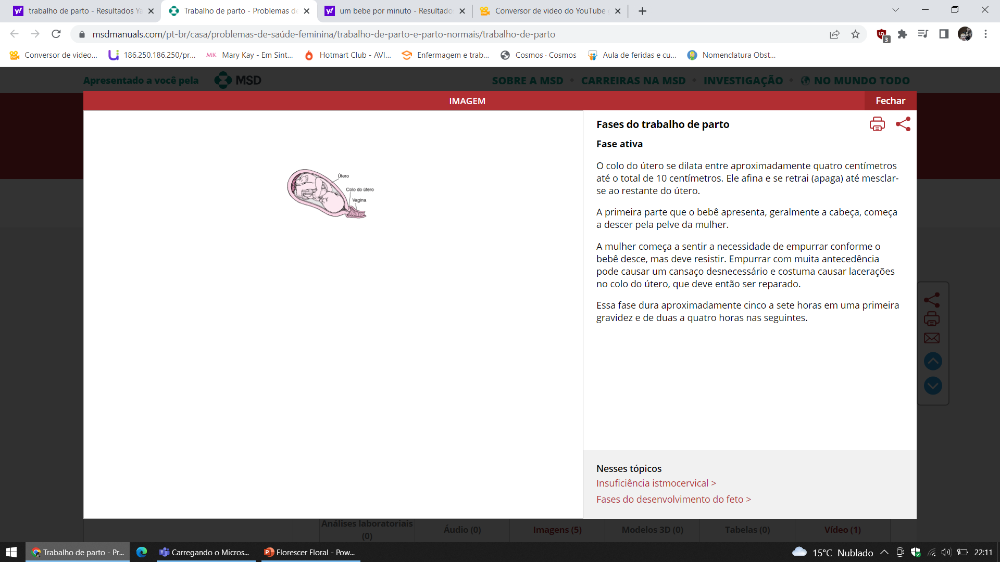 trabalho de parto - Resultados Ya
Trabalho de parto - Problemas de
um bebe por minuto - Resultados
Conversor de video do YouTube
msdmanuals.com/pt-br/casa/problemas-de-saúde-feminina/trabalho-de-parto-e-parto-normais/trabalho-de-parto
3
Conversor de video...
186.250.186.250/pr...
MK Mary Kay - Em Sint...
Hotmart Club - AVI...
Enfermagem e trab...
Cosmos · Cosmos
Aula de feridas e cu...
Nomenclatura Obst...
Apresentado a você pela
MSD
SOBRE A MSD
CARREIRAS NA MSD
INVESTIGAÇÃO
NO MUNDO TODO
IMAGEM
Fechar
Útero
Colo do útero
Vagina
Fases do trabalho de parto
Fase ativa
O colo do útero se dilata entre aproximadamente quatro centímetros
até o total de 10 centímetros. Ele afina e se retrai (apaga) até mesclar-
se ao restante do útero.
A primeira parte que o bebê apresenta, geralmente a cabeça, começa
a descer pela pelve da mulher.
A mulher começa a sentir a necessidade de empurrar conforme o
bebê desce, mas deve resistir. Empurrar com muita antecedência
pode causar um cansaço desnecessário e costuma causar lacerações
no colo do útero, que deve então ser reparado.
Essa fase dura aproximadamente cinco a sete horas em uma primeira
gravidez e de duas a quatro horas nas seguintes.
Nesses tópicos
Insuficiência istmocervical >
Fases do desenvolvimento do feto >
Análises laboratoriais
(0)
Áudio (0)
Imagens (5)
Modelos 3D (0)
Tabelas (0)
Vídeo (1)
Trabalho de parto - Pr...
Carregando o Micros...
Florescer Floral - Pow...
15°C Nublado
22:11